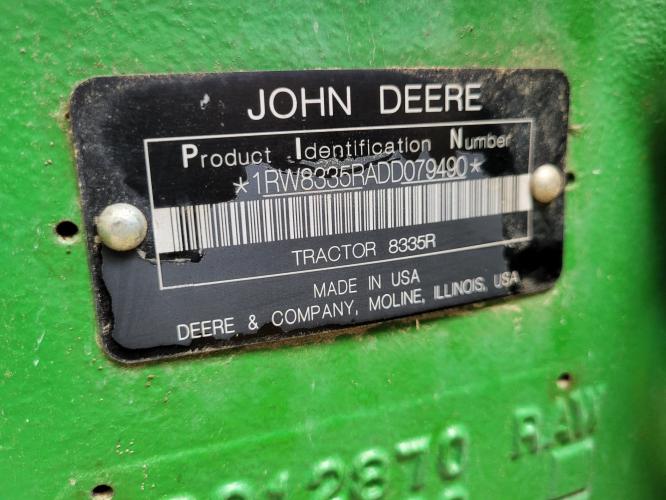 JOHN DEERE
Product Identification Number
*1RW8335RADD079490*
TRACTOR 8335R
MADE IN USA
DEERE & COMPANY, MOLINE, ILLINOIS, USA